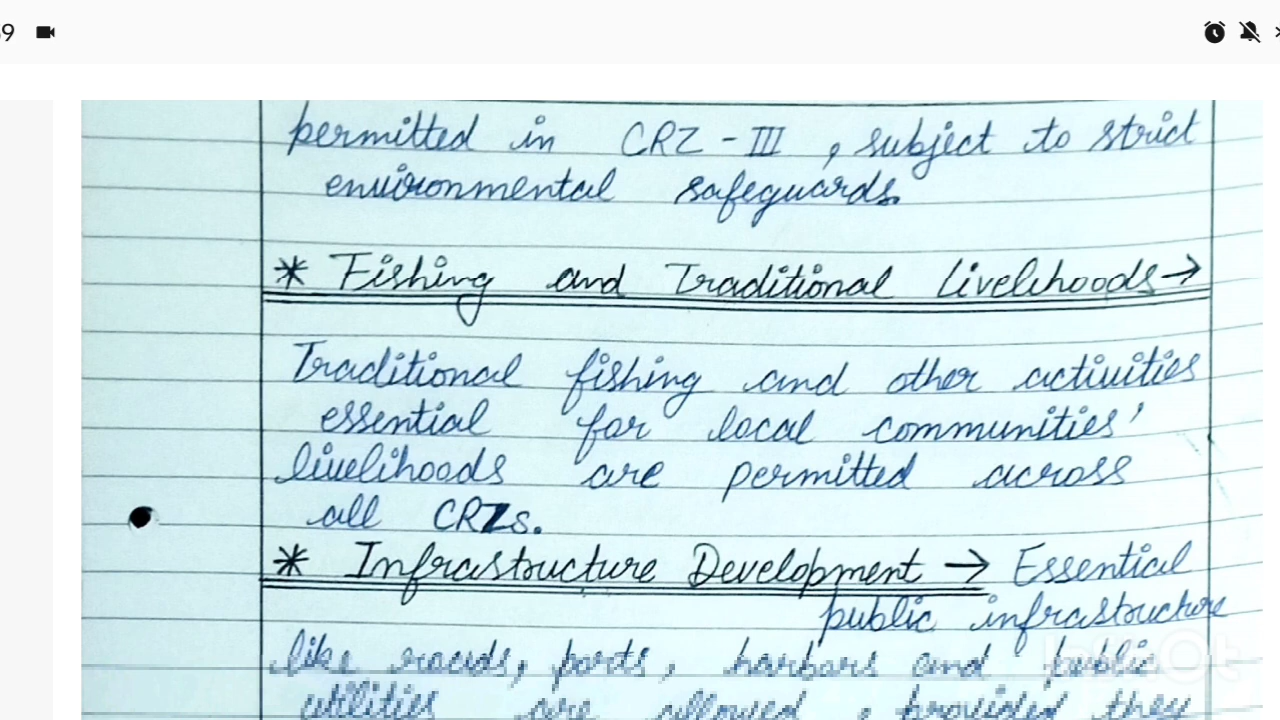 59
permitted in CRZ-III, subject to strict
environmental safeguards.
* Fishing and Traditional Livelihoods →
Traditional fishing and other activities
essential for local communities'
livelihoods are permitted across
all CRZs.
* Infrastructure Development → Essential
public infrastructure
like roads, ports, harbors and public
utilities are allowed, provided they